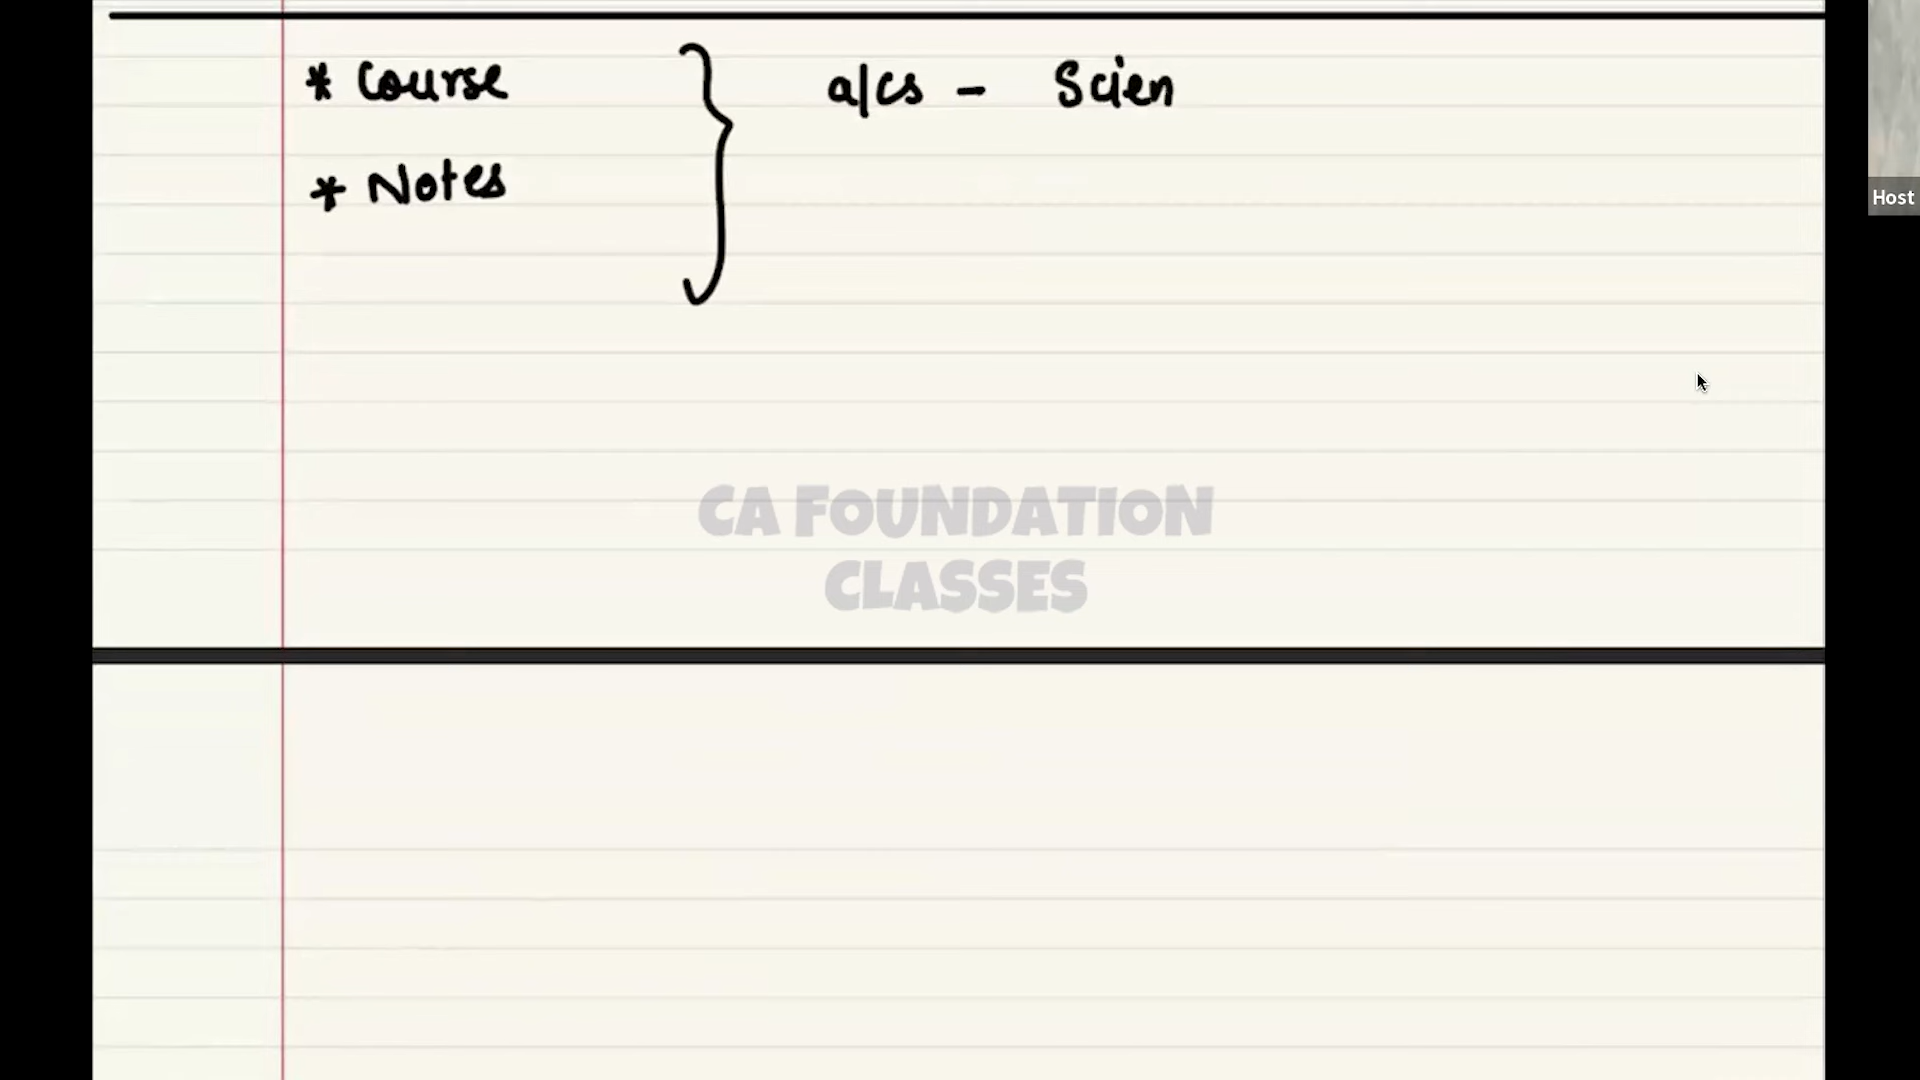 * Course
a/cs - Scien
* Notes
Host
CA FOUNDATION
CLASSES